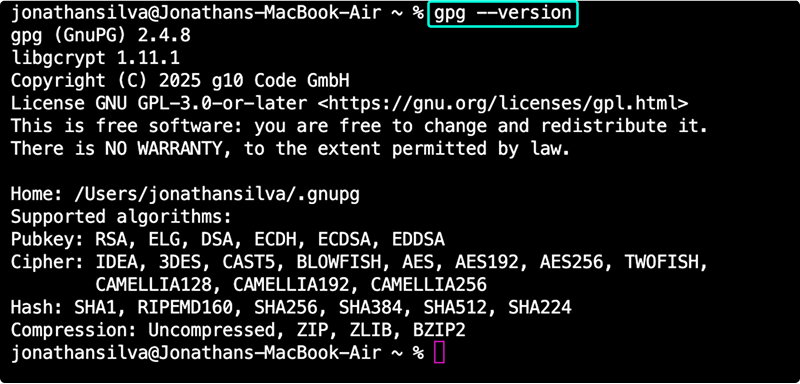 jonathansilva@Jonathans-MacBook-Air ~ % gpg --version
gpg (GnuPG) 2.4.8
libgcrypt 1.11.1
Copyright (C) 2025 g10 Code GmbH
License GNU GPL-3.0-or-later <https://gnu.org/licenses/gpl.html>
This is free software: you are free to change and redistribute it.
There is NO WARRANTY, to the extent permitted by law.

Home: /Users/jonathansilva/.gnupg
Supported algorithms:
Pubkey: RSA, ELG, DSA, ECDH, ECDSA, EDDSA
Cipher: IDEA, 3DES, CAST5, BLOWFISH, AES, AES192, AES256, TWOFISH,
        CAMELLIA128, CAMELLIA192, CAMELLIA256
Hash: SHA1, RIPEMD160, SHA256, SHA384, SHA512, SHA224
Compression: Uncompressed, ZIP, ZLIB, BZIP2
jonathansilva@Jonathans-MacBook-Air ~ %